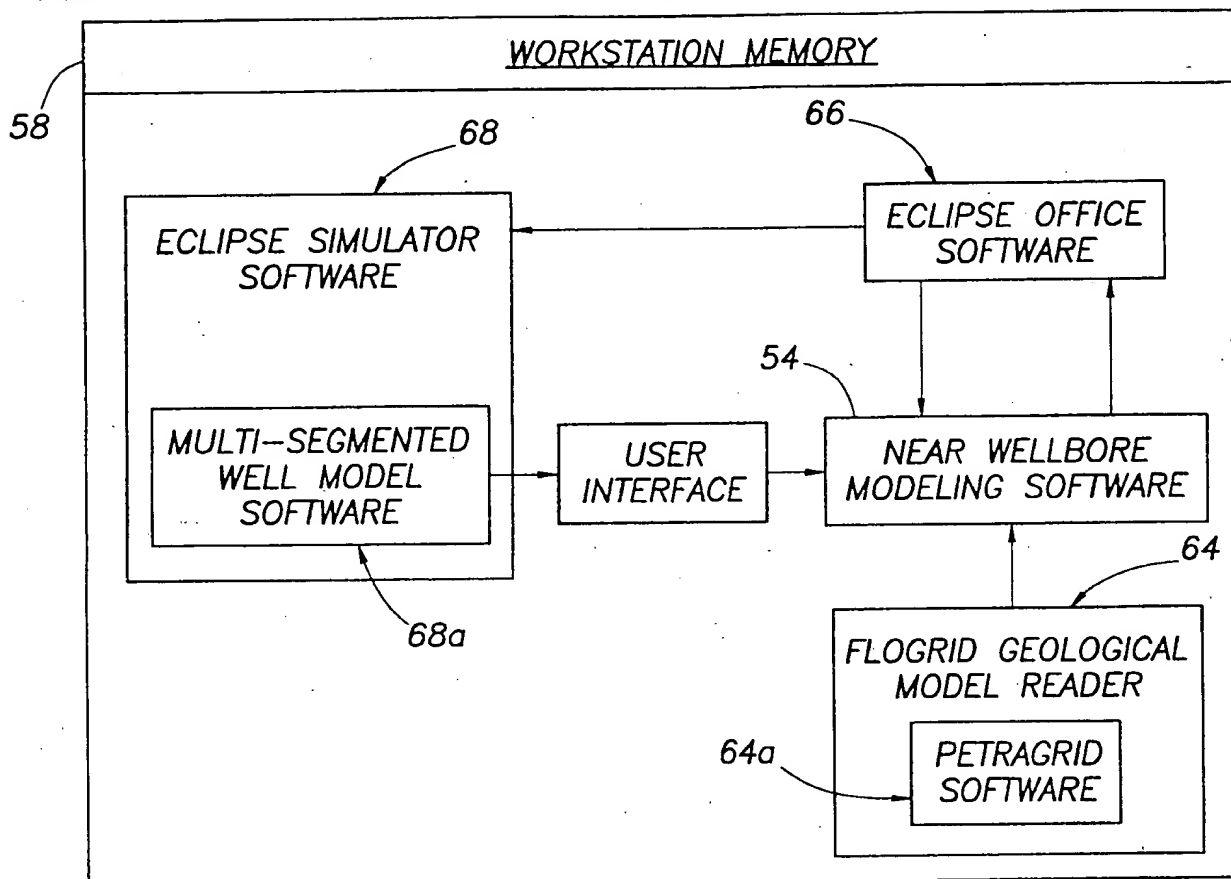 WORKSTATION MEMORY
58
68
66
ECLIPSE SIMULATOR
SOFTWARE
ECLIPSE OFFICE
SOFTWARE
54
MULTI-SEGMENTED
WELL MODEL
SOFTWARE
USER
INTERFACE
NEAR WELLBORE
MODELING SOFTWARE
68a
64
FLOGRID GEOLOGICAL
MODEL READER
64a
PETRAGRID
SOFTWARE